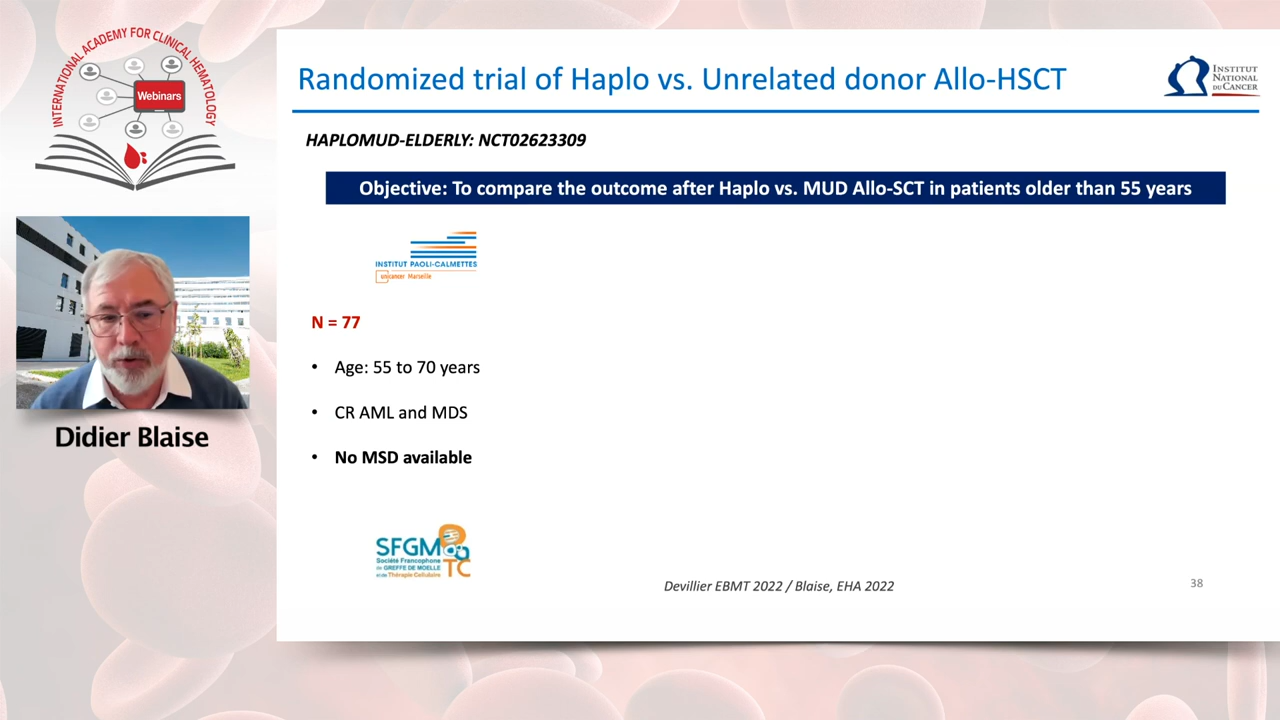 INTERNATIONAL ACADEMY FOR CLINICAL HEMATOLOGY
Webinars
Didier Blaise
Randomized trial of Haplo vs. Unrelated donor Allo-HSCT
INSTITUT
NATIONAL
DU CANCER
HAPLOMUD-ELDERLY: NCT02623309
Objective: To compare the outcome after Haplo vs. MUD Allo-SCT in patients older than 55 years
INSTITUT PAOLI-CALMETTES
unicancer Marseille
N = 77
• Age: 55 to 70 years
• CR AML and MDS
• No MSD available
SFGM
TC
Société Francophone
de GREFFE DE MOELLE
et de Thérapie Cellulaire
Devillier EBMT 2022 / Blaise, EHA 2022
38